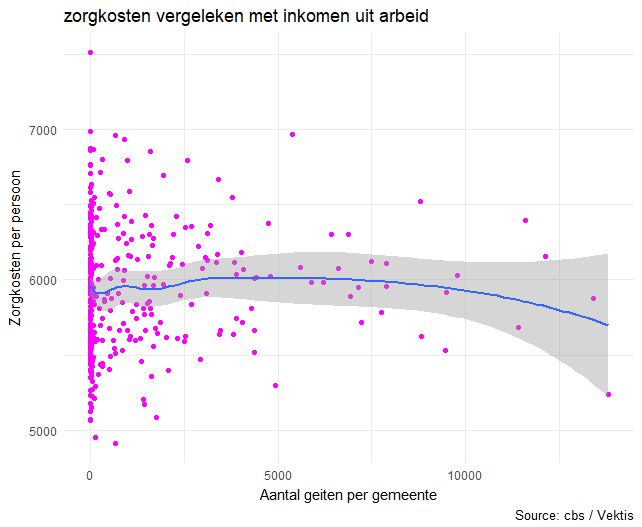 zorgkosten vergeleken met inkomen uit arbeid
Zorgkosten per persoon
7000
6000
5000
0
5000
10000
Aantal geiten per gemeente
Source: cbs / Vektis